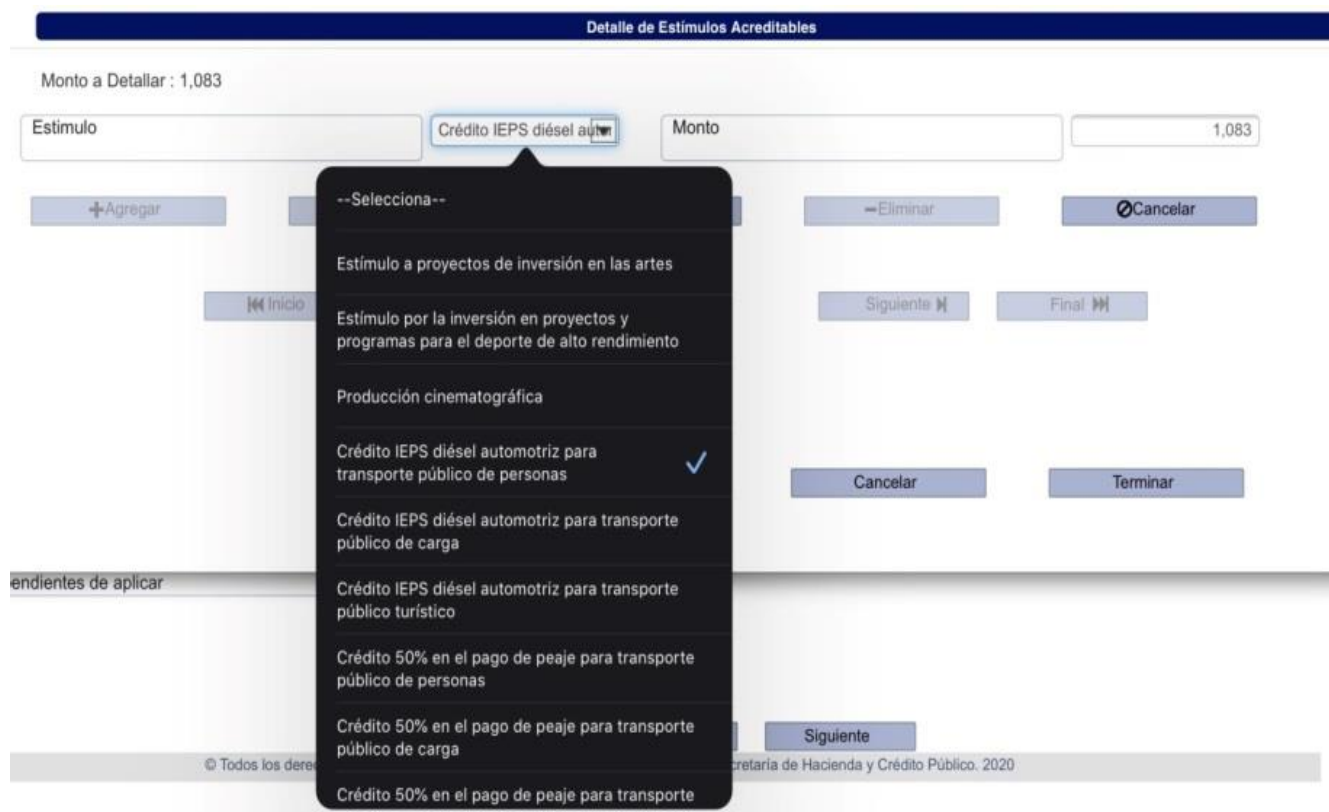 Detalle de Estímulos Acreditables
Monto a Detallar : 1,083
Estimulo
Crédito IEPS diésel
Monto
1,083
+Agregar
−Eliminar
Cancelar
Inicio
Siguiente
Final
--Selecciona--
Estímulo a proyectos de inversión en las artes
Estímulo por la inversión en proyectos y
programas para el deporte de alto rendimiento
Producción cinematográfica
Crédito IEPS diésel automotriz para
transporte público de personas
Crédito IEPS diésel automotriz para transporte
público de carga
Crédito IEPS diésel automotriz para transporte
público turístico
Crédito 50% en el pago de peaje para transporte
público de personas
Crédito 50% en el pago de peaje para transporte
público de carga
Crédito 50% en el pago de peaje para transporte
Cancelar
Terminar
endientes de aplicar
Siguiente
© Todos los dere
cretaría de Hacienda y Crédito Público. 2020